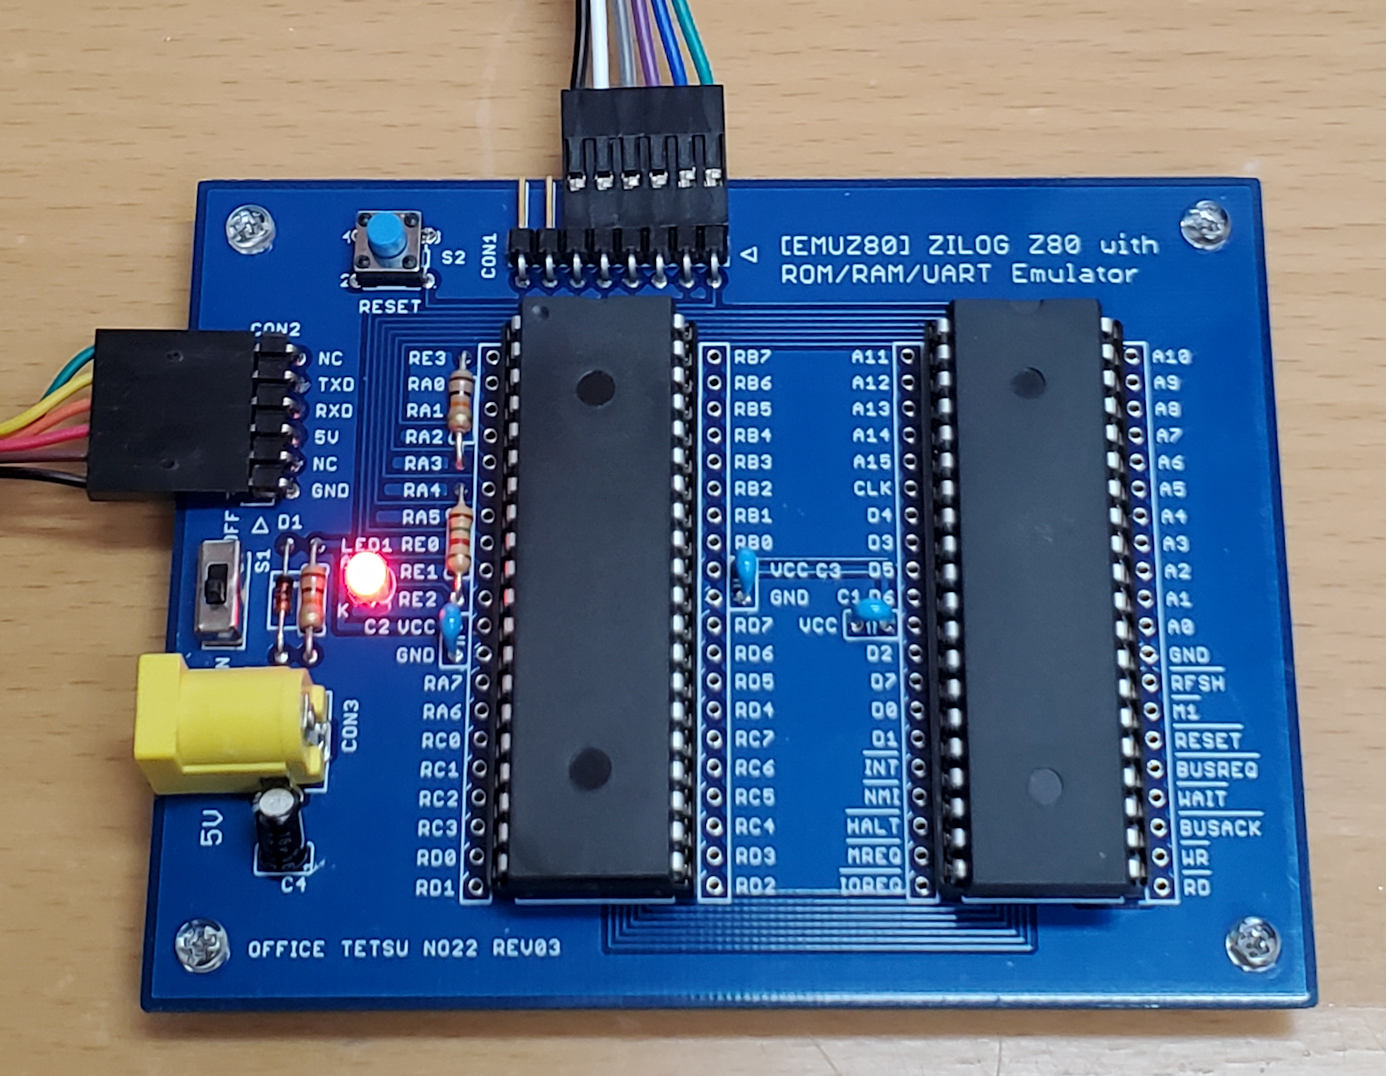 [EMUZ80] ZILOG Z80 with
ROM/RAM/UART Emulator
CON1
S2
RESET
CON2
NC
TXD
RXD
5V
NC
GND
D1
S1
LED1
K
C2
CON3
5V
C4
RE3
RA0
RA1
RA2
RA3
RA4
RA5
RE0
RE1
RE2
VCC
GND
RA7
RA6
RC0
RC1
RC2
RC3
RD0
RD1
RB7
RB6
RB5
RB4
RB3
RB2
RB1
RB0
VCC C3
GND
RD7
RD6
RD5
RD4
RC7
RC6
RC5
RC4
RD3
RD2
A11
A12
A13
A14
A15
CLK
D4
D3
D5
C1 D6
VCC
D2
D7
D0
D1
INT
NMI
HALT
MREQ
IOREQ
A10
A9
A8
A7
A6
A5
A4
A3
A2
A1
A0
GND
RFSH
M1
RESET
BUSREQ
WAIT
BUSACK
WR
RD
OFFICE TETSU NO22 REV03